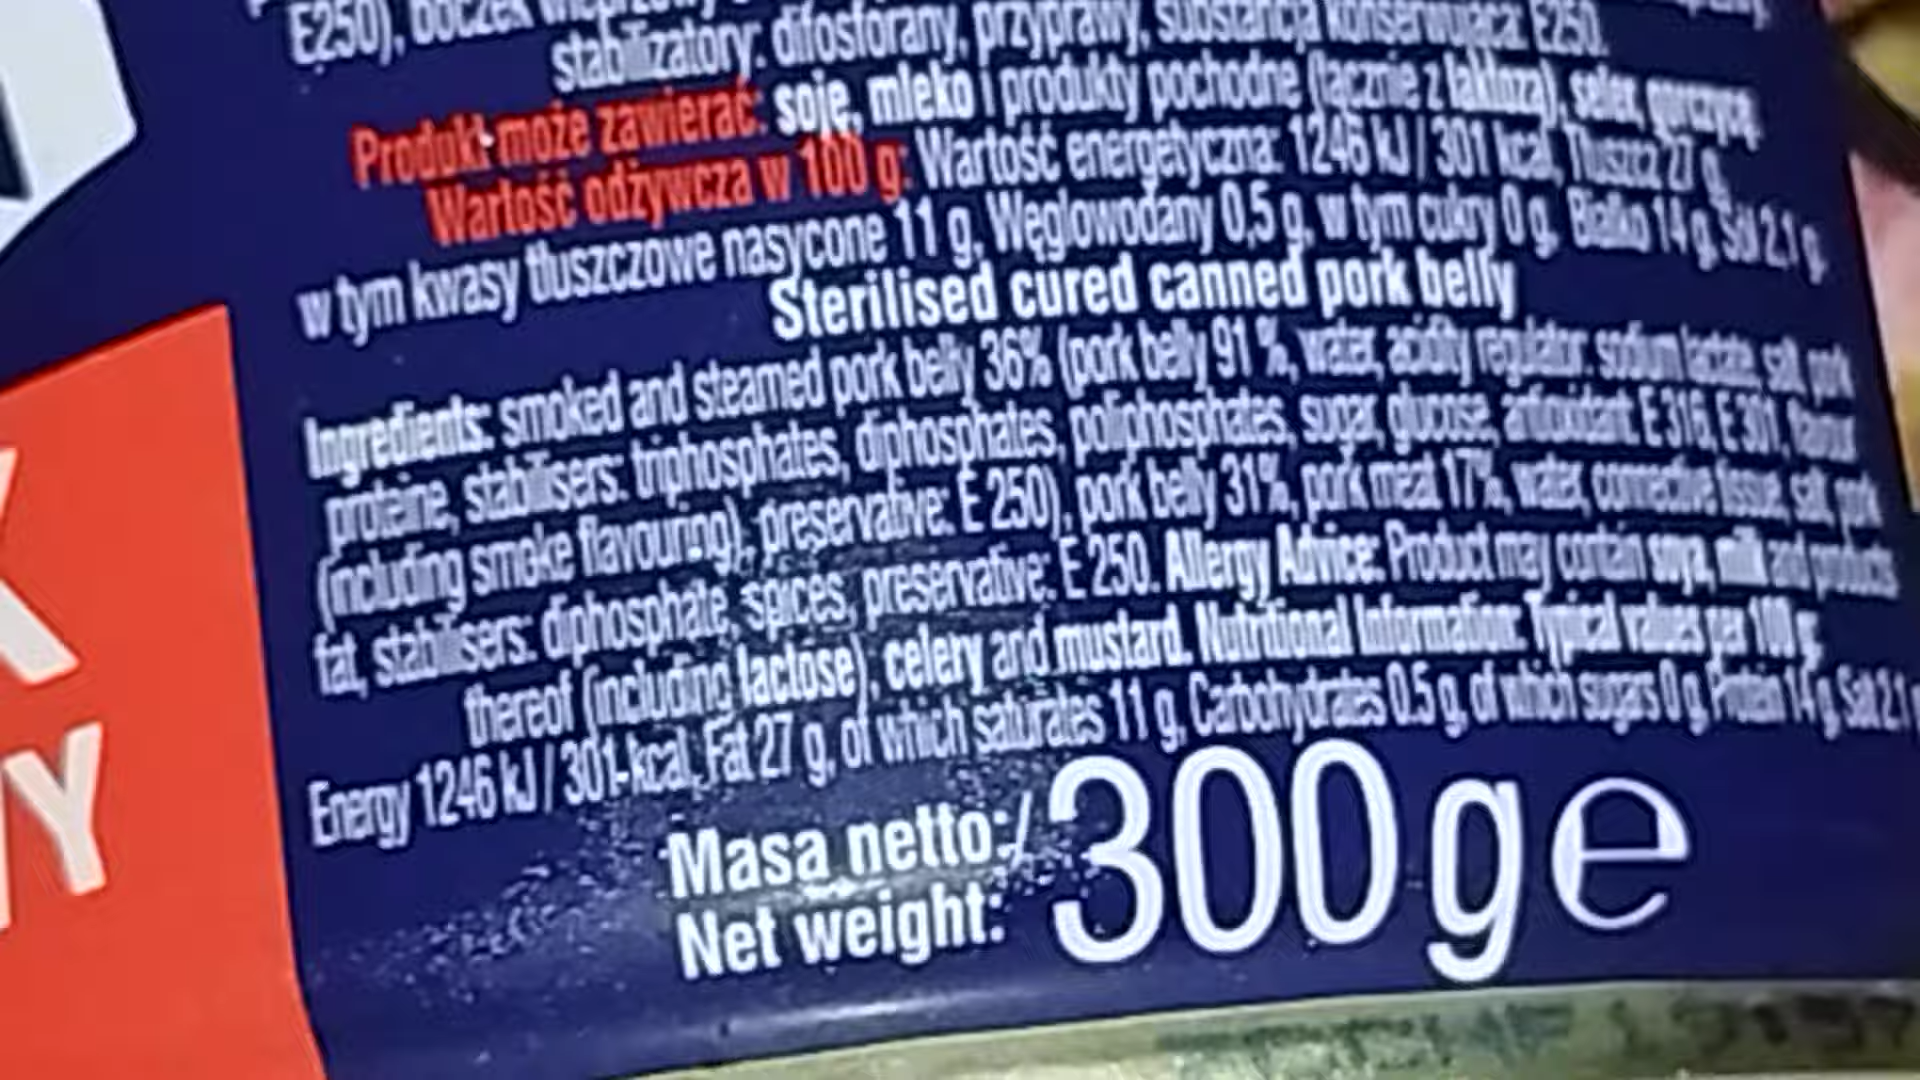 E250), boczek
stabilizatory: difosforany, przyprawy, substancja konserwująca: E250.
Produkt może zawierać: soję, mleko i produkty pochodne (łącznie z laktozą), seler, gorczycę.
Wartość odżywcza w 100 g: Wartość energetyczna: 1246 kJ / 301 kcal, Tłuszcz 27 g,
w tym kwasy tłuszczowe nasycone 11 g, Węglowodany 0,5 g, w tym cukry 0 g, Białko 14 g, Sól 2,1 g.
Sterilised cured canned pork belly
Ingredients: smoked and steamed pork belly 36% (pork belly 91 %, water, acidity regulator: sodium lactate, salt, pork
proteine, stabilisers: triphosphates, diphosphates, poliphosphates, sugar, glucose, antioxidant: E 316, E 301, flavour
(including smoke flavouring), preservative: E 250), pork belly 31%, pork meat 17%, water, connective tissue, salt, pork
fat, stabilisers: diphosphate, spices, preservative: E 250. Allergy Advice: Product may contain soya, milk and products
thereof (including lactose), celery and mustard. Nutritional Information: Typical values per 100 g:
Energy 1246 kJ / 301 kcal, Fat 27 g, of which saturates 11 g, Carbohydrates 0.5 g, of which sugars 0 g, Protein 14 g, Salt 2.1
Masa netto:/ 300 g e
Net weight: